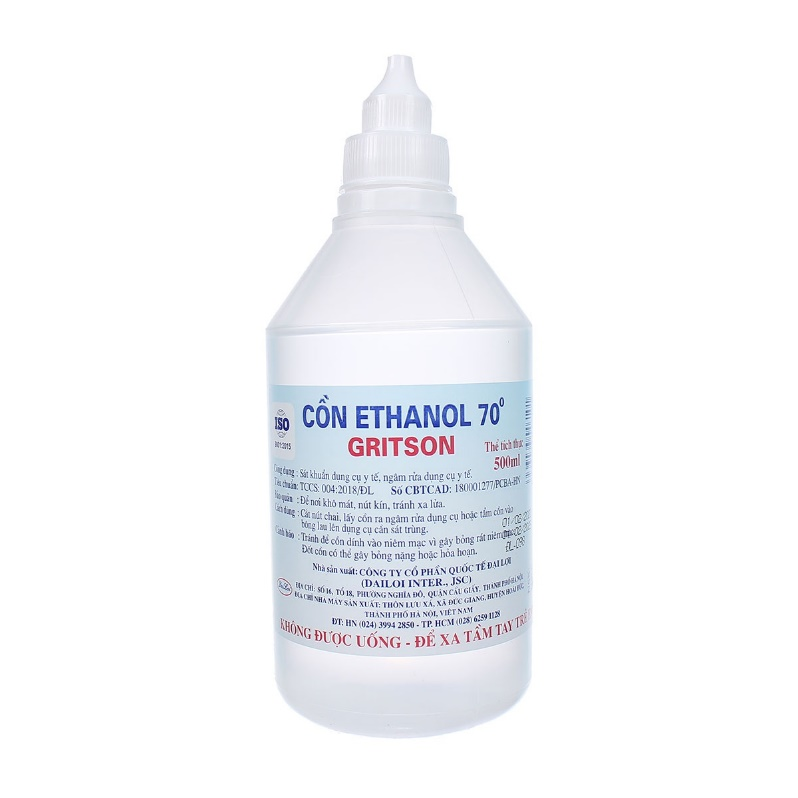 ISO
9001:2015
CỒN ETHANOL 70⁰
GRITSON
Thể tích thực
500ml
Công dụng : Sát khuẩn dụng cụ y tế, ngâm rửa dụng cụ y tế.
Tiêu chuẩn: TCCS: 004:2018/ĐL Số CBTCAD: 180001277/PCBA-HN
Bảo quản : Để nơi khô mát, nút kín, tránh xa lửa.
Cách dùng : Cắt nút chai, lấy cồn ra ngâm rửa dụng cụ hoặc tẩm cồn vào
bông lau lên dụng cụ cần sát trùng.
Cảnh báo : Tránh để cồn dính vào niêm mạc vì gây bỏng rát niêm
Đốt cồn có thể gây bỏng nặng hoặc hỏa hoạn.
01/02/20
ĐL-099
Nhà sản xuất: CÔNG TY CỔ PHẦN QUỐC TẾ ĐẠI LỢI
(DAILOI INTER., JSC)
ĐỊA CHỈ: SỐ 16, TỔ 18, PHƯỜNG NGHĨA ĐÔ, QUẬN CẦU GIẤY, THÀNH PHỐ HÀ NỘI.
ĐỊA CHỈ NHÀ MÁY SẢN XUẤT: THÔN LƯU XÁ, XÃ ĐỨC GIANG, HUYỆN HOÀI ĐỨC,
THÀNH PHỐ HÀ NỘI, VIỆT NAM
ĐT: HN (024) 3994 2850 - TP. HCM (028) 6259 1128
KHÔNG ĐƯỢC UỐNG - ĐỂ XA TẦM TAY TRẺ